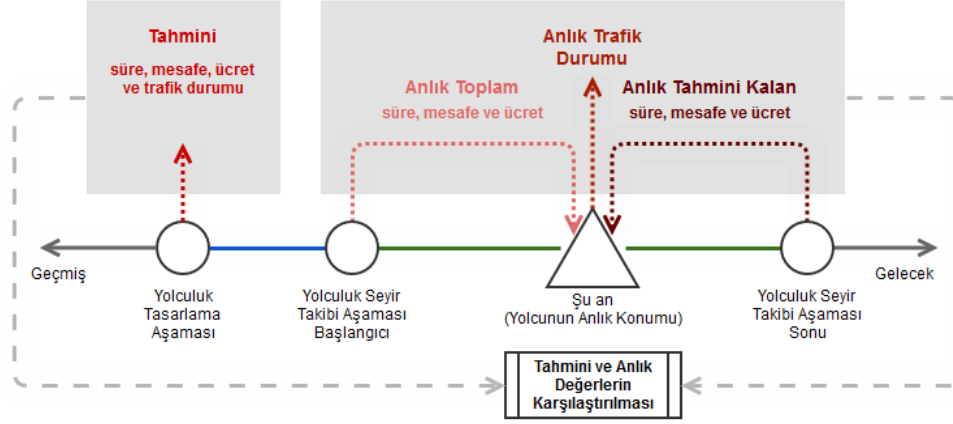 Tahmini
süre, mesafe, ücret
ve trafik durumu
Anlık Toplam
süre, mesafe ve ücret
Anlık Trafik
Durumu
Anlık Tahmini Kalan
süre, mesafe ve ücret
Geçmiş
Gelecek
Yolculuk
Tasarlama
Aşaması
Yolculuk Seyir
Takibi Aşaması
Başlangıcı
Şu an
(Yolcunun Anlık Konumu)
Yolculuk Seyir
Takibi Aşaması
Sonu
Tahmini ve Anlık
Değerlerin
Karşılaştırılması